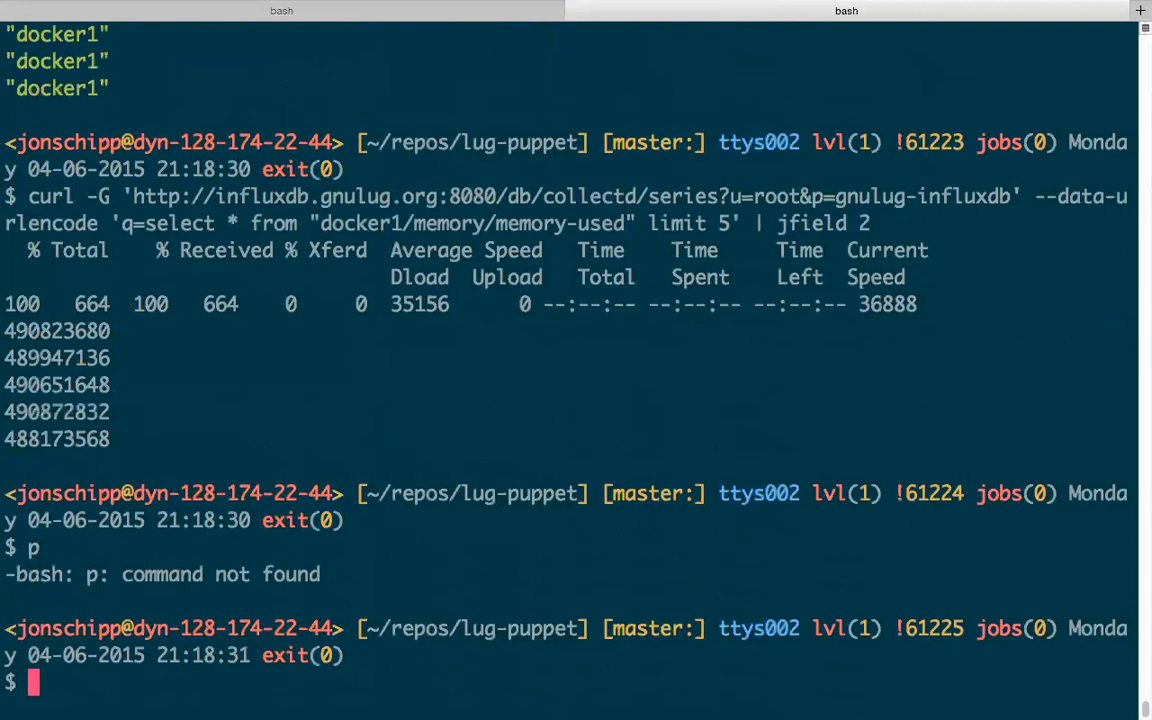 bash
bash
"docker1"
"docker1"
"docker1"
<jonschipp@dyn-128-174-22-44> [~/repos/lug-puppet] [master:] ttys002 lvl(1) !61223 jobs(0) Monda
y 04-06-2015 21:18:30 exit(0)
$ curl -G 'http://influxdb.gnulug.org:8080/db/collectd/series?u=root&p=gnulug-influxdb' --data-u
rlencode 'q=select * from "docker1/memory/memory-used" limit 5' | jfield 2
% Total % Received % Xferd Average Speed Time Time Time Current
Dload Upload Total Spent Left Speed
100 664 100 664 0 0 35156 0 --:--:-- --:--:-- --:--:-- 36888
490823680
489947136
490651648
490872832
488173568
<jonschipp@dyn-128-174-22-44> [~/repos/lug-puppet] [master:] ttys002 lvl(1) !61224 jobs(0) Monda
y 04-06-2015 21:18:30 exit(0)
$ p
-bash: p: command not found
<jonschipp@dyn-128-174-22-44> [~/repos/lug-puppet] [master:] ttys002 lvl(1) !61225 jobs(0) Monda
y 04-06-2015 21:18:31 exit(0)
$